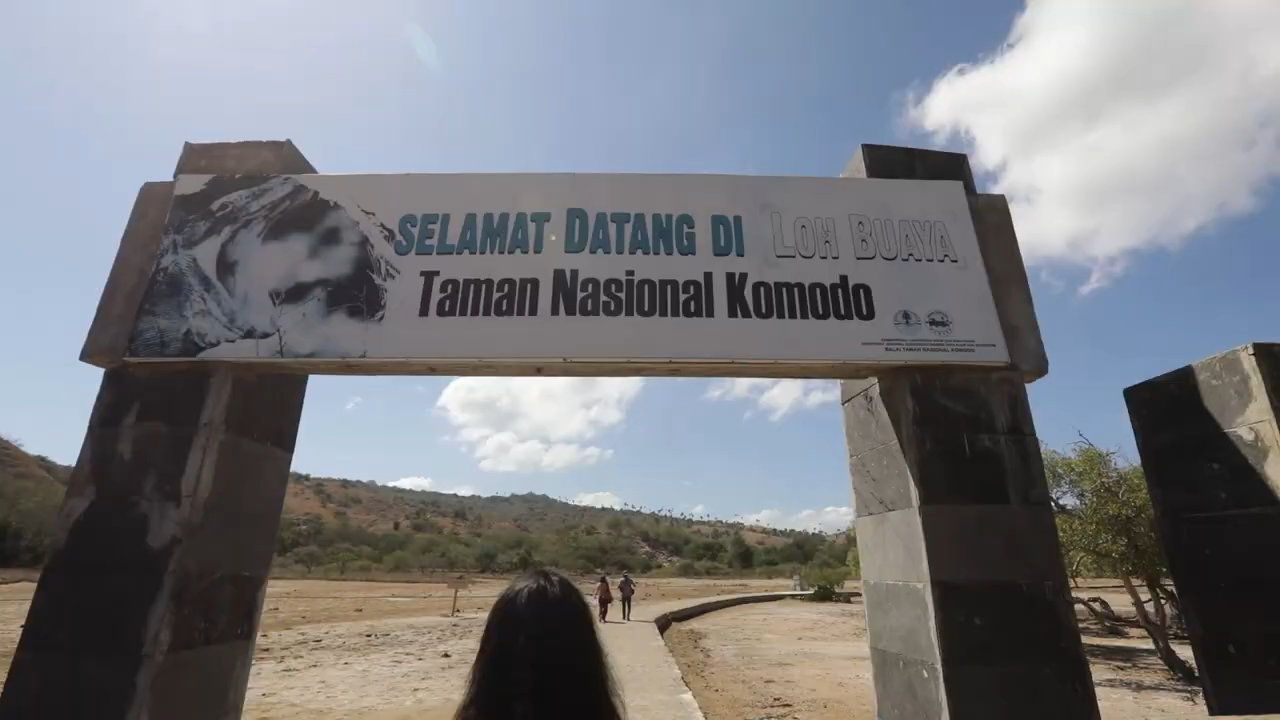 SELAMAT DATANG DI LOH BUAYA
Taman Nasional Komodo
BALAI TAMAN NASIONAL KOMODO